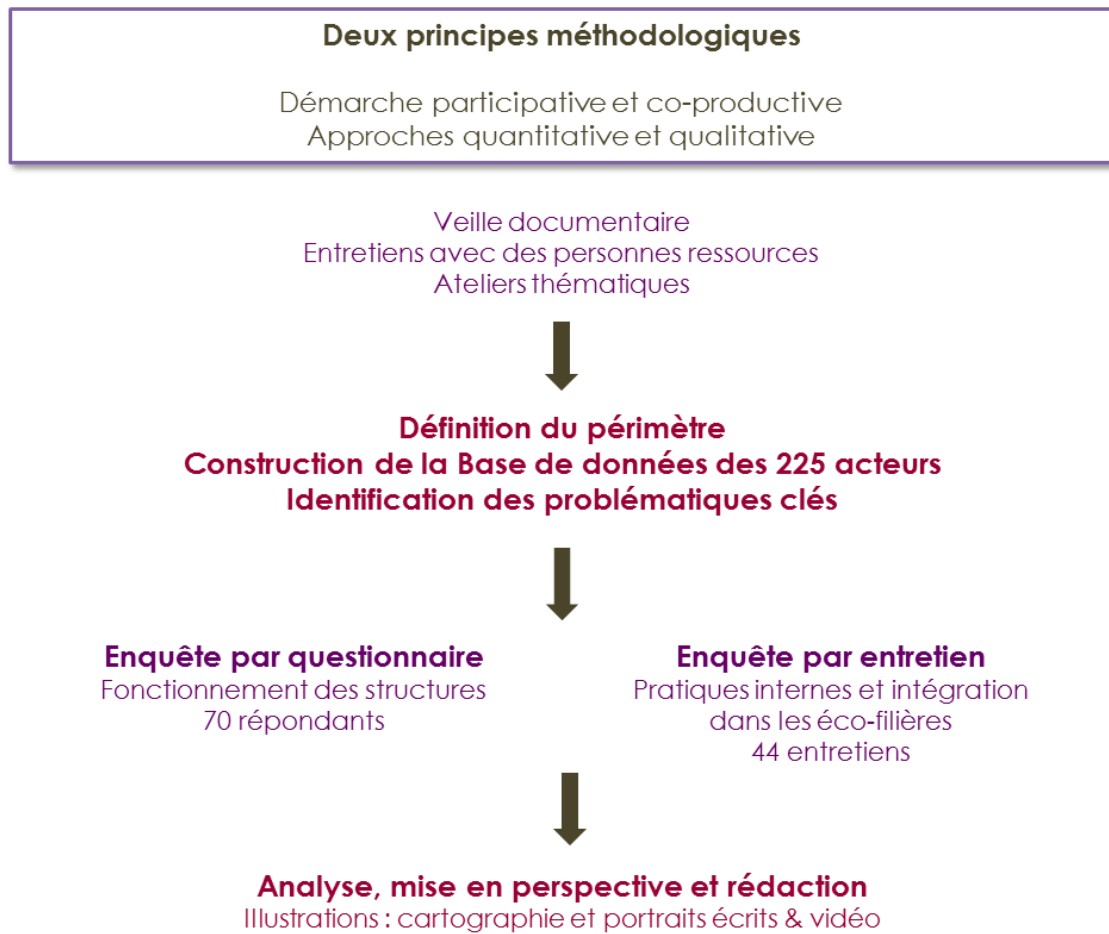 Deux principes méthodologiques
Démarche participative et co-productive
Approches quantitative et qualitative
Veille documentaire
Entretiens avec des personnes ressources
Ateliers thématiques
Définition du périmètre
Construction de la Base de données des 225 acteurs
Identification des problématiques clés
Enquête par questionnaire
Fonctionnement des structures
70 répondants
Enquête par entretien
Pratiques internes et intégration
dans les éco-filières
44 entretiens
Analyse, mise en perspective et rédaction
Illustrations : cartographie et portraits écrits & vidéo